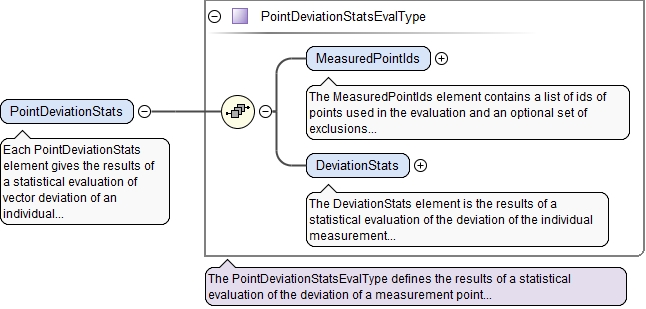 PointDeviationStatsEvalType
MeasuredPointIds
The MeasuredPointIds element contains a list of ids of
points used in the evaluation and an optional set of
exclusions...
PointDeviationStats
Each PointDeviationStats
element gives the results of
a statistical evaluation of
vector deviation of an
individual...
DeviationStats
The DeviationStats element is the results of a
statistical evaluation of the deviation of the individual
measurement...
The PointDeviationStatsEvalType defines the results of a statistical
evaluation of the deviation of a measurement point...